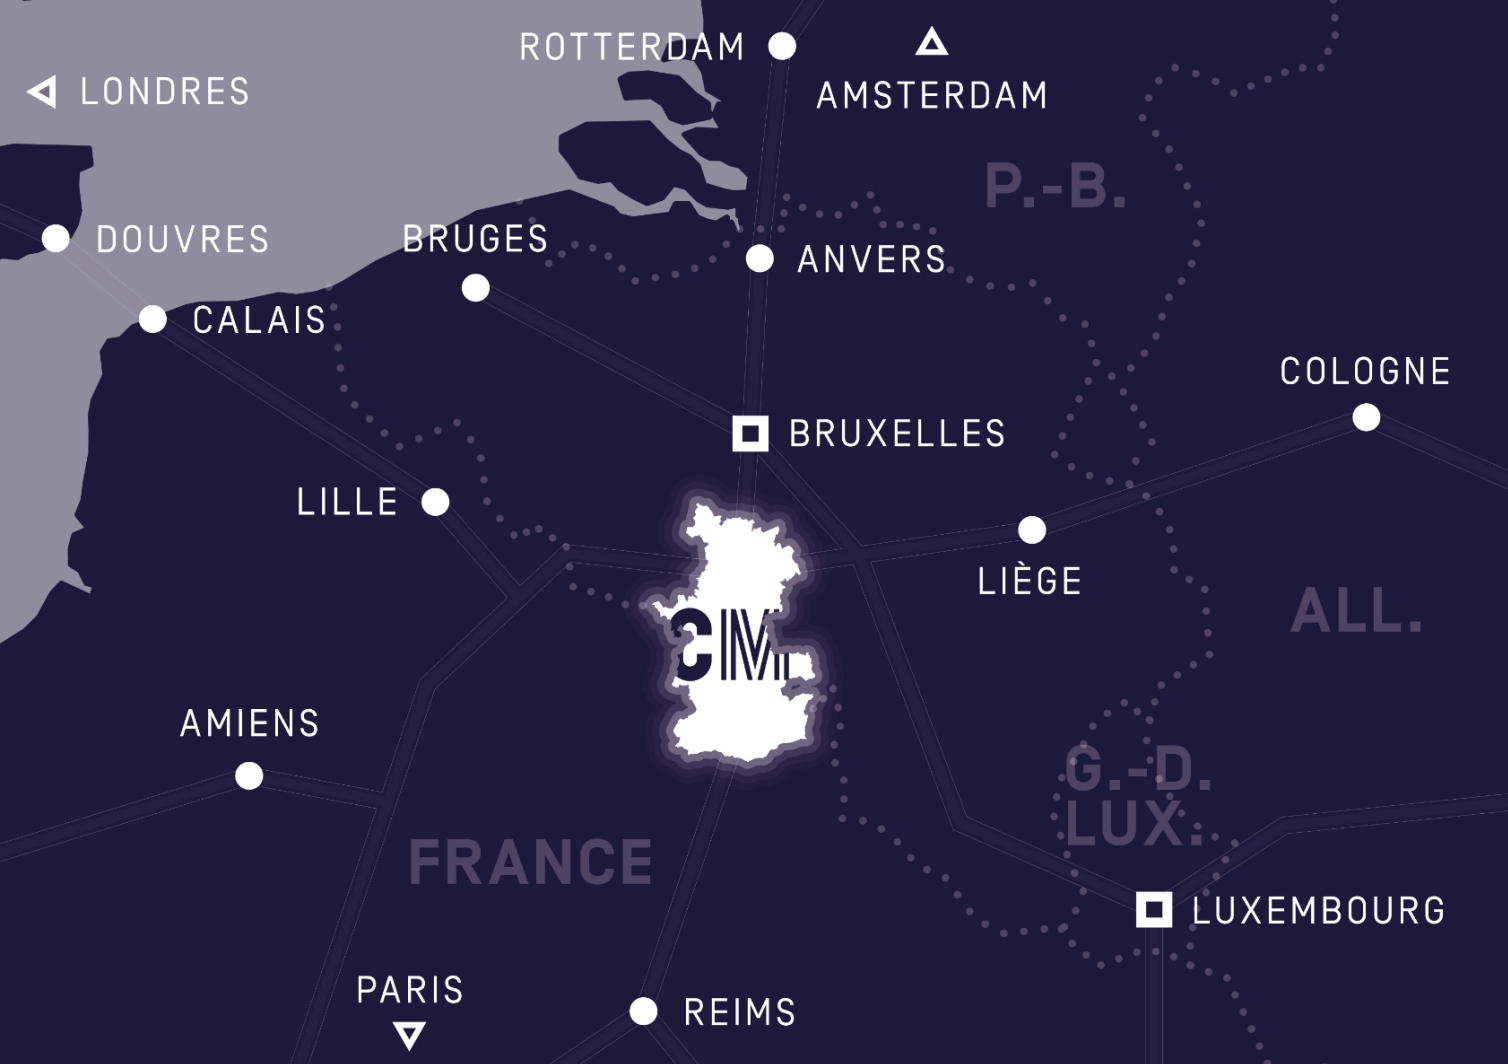 ROTTERDAM
LONDRES
AMSTERDAM
P.-B.
DOUVRES
BRUGES
ANVERS
CALAIS
COLOGNE
BRUXELLES
LILLE
LIÈGE
ALL.
CM
AMIENS
G.-D.
LUX.
FRANCE
LUXEMBOURG
PARIS
REIMS